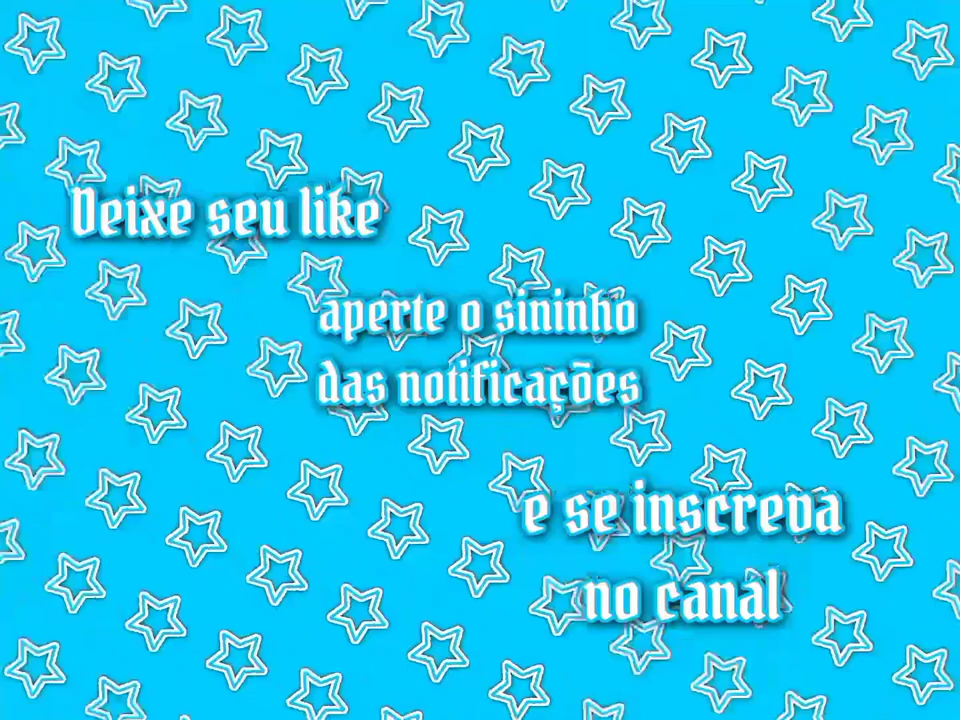 Deixe seu like
aperte o sininho
das notificações
e se inscreva
no canal